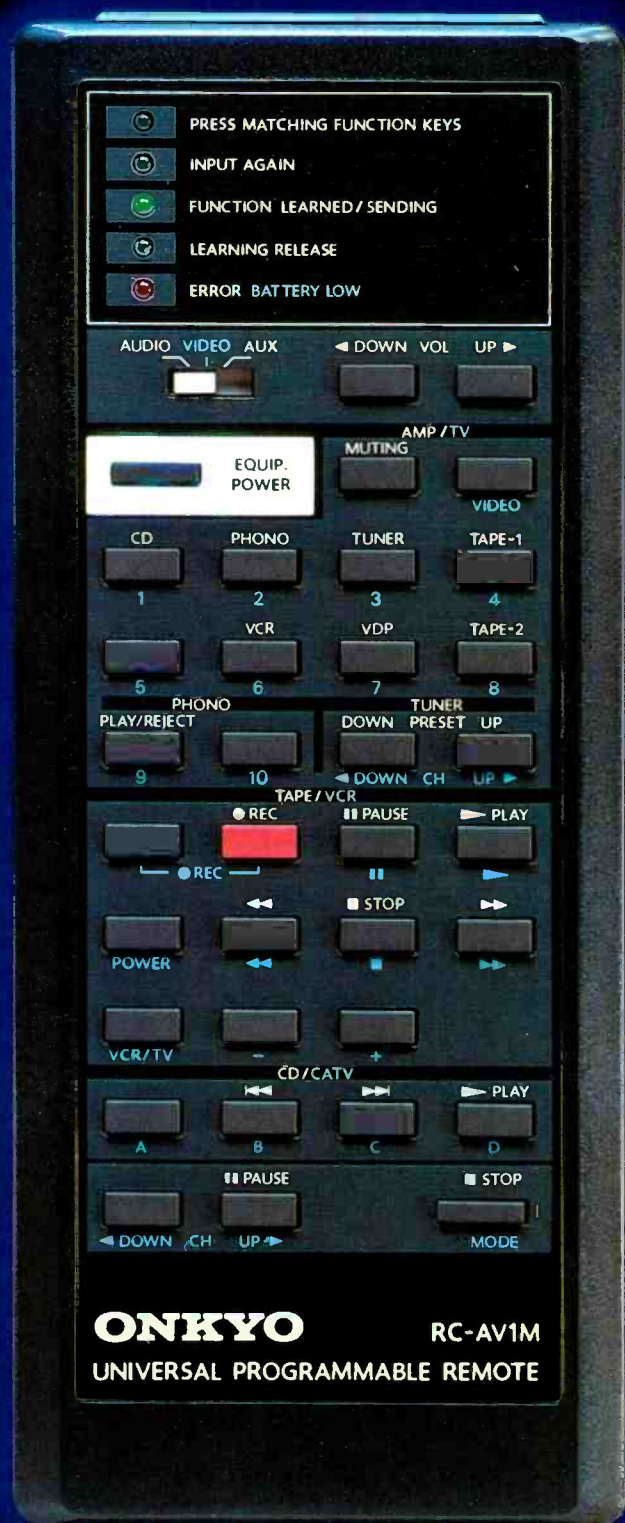 PRESS MATCHING FUNCTION KEYS
INPUT AGAIN
FUNCTION LEARNED/SENDING
LEARNING RELEASE
ERROR BATTERY LOW
AUDIO VIDEO AUX ◄ DOWN VOL UP ►
AMP/TV
EQUIP. POWER
MUTING
VIDEO
CD PHONO TUNER TAPE-1
1 2 3 4
VCR VDP TAPE-2
5 6 7 8
PHONO TUNER
PLAY/REJECT DOWN PRESET UP
9 10 ◄ DOWN CH UP ►
TAPE/VCR
● REC ▮▮ PAUSE ► PLAY
● REC ▮▮ ►
◄◄ ■ STOP ►►
POWER ◄◄ ■ ►►
VCR/TV - +
CD/CATV
|◄◄ ►►| ► PLAY
A B C D
▮▮ PAUSE ■ STOP
◄ DOWN CH UP ► MODE
ONKYO RC-AV1M
UNIVERSAL PROGRAMMABLE REMOTE